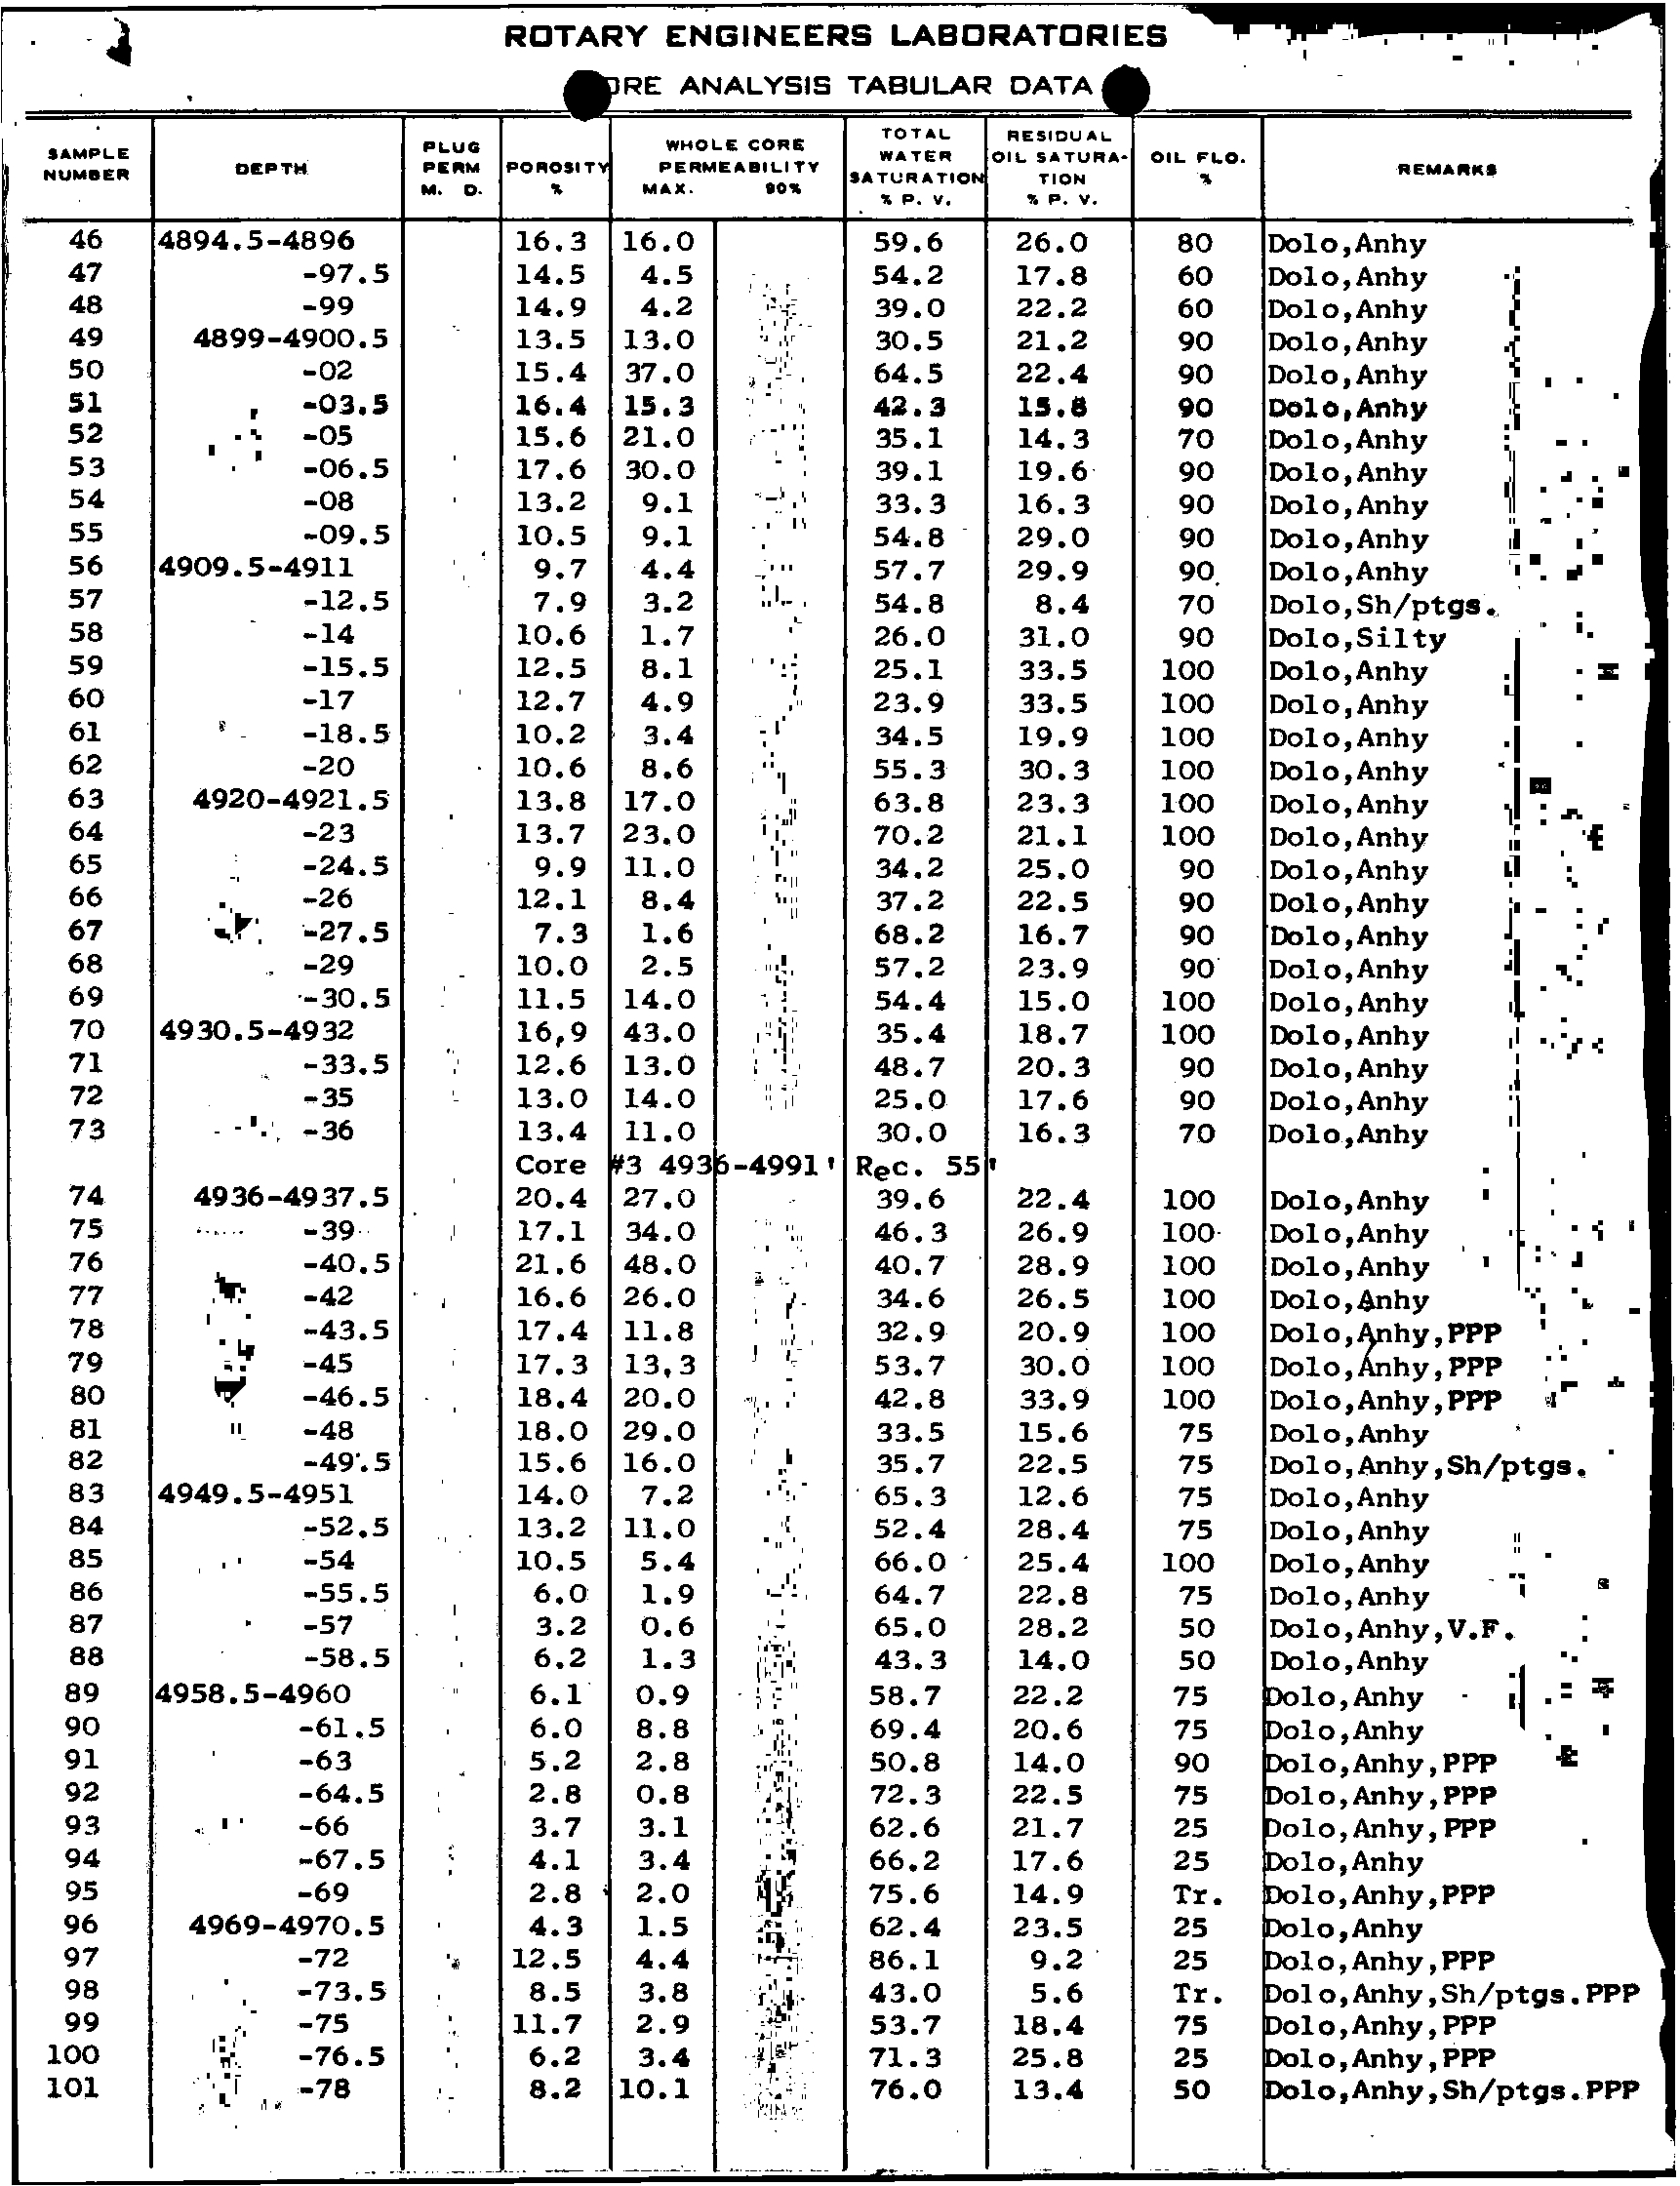 ROTARY ENGINEERS LABORATORIES
ORE ANALYSIS TABULAR DATA
SAMPLE NUMBER DEPTH PLUG PERM M. D. POROSITY % WHOLE CORE PERMEABILITY MAX. 90% TOTAL WATER SATURATION % P. V. RESIDUAL OIL SATURA- TION % P. V. OIL FLO. % REMARKS
46 4894.5-4896 16.3 16.0 59.6 26.0 80 Dolo,Anhy
47 -97.5 14.5 4.5 54.2 17.8 60 Dolo,Anhy
48 -99 14.9 4.2 39.0 22.2 60 Dolo,Anhy
49 4899-4900.5 13.5 13.0 30.5 21.2 90 Dolo,Anhy
50 -02 15.4 37.0 64.5 22.4 90 Dolo,Anhy
51 -03.5 16.4 15.3 42.3 15.8 90 Dolo,Anhy
52 -05 15.6 21.0 35.1 14.3 70 Dolo,Anhy
53 -06.5 17.6 30.0 39.1 19.6 90 Dolo,Anhy
54 -08 13.2 9.1 33.3 16.3 90 Dolo,Anhy
55 -09.5 10.5 9.1 54.8 29.0 90 Dolo,Anhy
56 4909.5-4911 9.7 4.4 57.7 29.9 90 Dolo,Anhy
57 -12.5 7.9 3.2 54.8 8.4 70 Dolo,Sh/ptgs.
58 -14 10.6 1.7 26.0 31.0 90 Dolo,Silty
59 -15.5 12.5 8.1 25.1 33.5 100 Dolo,Anhy
60 -17 12.7 4.9 23.9 33.5 100 Dolo,Anhy
61 -18.5 10.2 3.4 34.5 19.9 100 Dolo,Anhy
62 -20 10.6 8.6 55.3 30.3 100 Dolo,Anhy
63 4920-4921.5 13.8 17.0 63.8 23.3 100 Dolo,Anhy
64 -23 13.7 23.0 70.2 21.1 100 Dolo,Anhy
65 -24.5 9.9 11.0 34.2 25.0 90 Dolo,Anhy
66 -26 12.1 8.4 37.2 22.5 90 Dolo,Anhy
67 -27.5 7.3 1.6 68.2 16.7 90 Dolo,Anhy
68 -29 10.0 2.5 57.2 23.9 90 Dolo,Anhy
69 -30.5 11.5 14.0 54.4 15.0 100 Dolo,Anhy
70 4930.5-4932 16,9 43.0 35.4 18.7 100 Dolo,Anhy
71 -33.5 12.6 13.0 48.7 20.3 90 Dolo,Anhy
72 -35 13.0 14.0 25.0 17.6 90 Dolo,Anhy
73 -36 13.4 11.0 30.0 16.3 70 Dolo,Anhy
Core #3 4936-4991' Rec. 55'
74 4936-4937.5 20.4 27.0 39.6 22.4 100 Dolo,Anhy
75 -39 17.1 34.0 46.3 26.9 100 Dolo,Anhy
76 -40.5 21.6 48.0 40.7 28.9 100 Dolo,Anhy
77 -42 16.6 26.0 34.6 26.5 100 Dolo,Anhy
78 -43.5 17.4 11.8 32.9 20.9 100 Dolo,Anhy,PPP
79 -45 17.3 13,3 53.7 30.0 100 Dolo,Anhy,PPP
80 -46.5 18.4 20.0 42.8 33.9 100 Dolo,Anhy,PPP
81 -48 18.0 29.0 33.5 15.6 75 Dolo,Anhy
82 -49.5 15.6 16.0 35.7 22.5 75 Dolo,Anhy,Sh/ptgs.
83 4949.5-4951 14.0 7.2 65.3 12.6 75 Dolo,Anhy
84 -52.5 13.2 11.0 52.4 28.4 75 Dolo,Anhy
85 -54 10.5 5.4 66.0 25.4 100 Dolo,Anhy
86 -55.5 6.0 1.9 64.7 22.8 75 Dolo,Anhy
87 -57 3.2 0.6 65.0 28.2 50 Dolo,Anhy,V.F.
88 -58.5 6.2 1.3 43.3 14.0 50 Dolo,Anhy
89 4958.5-4960 6.1 0.9 58.7 22.2 75 Dolo,Anhy
90 -61.5 6.0 8.8 69.4 20.6 75 Dolo,Anhy
91 -63 5.2 2.8 50.8 14.0 90 Dolo,Anhy,PPP
92 -64.5 2.8 0.8 72.3 22.5 75 Dolo,Anhy,PPP
93 -66 3.7 3.1 62.6 21.7 25 Dolo,Anhy,PPP
94 -67.5 4.1 3.4 66.2 17.6 25 Dolo,Anhy
95 -69 2.8 2.0 75.6 14.9 Tr. Dolo,Anhy,PPP
96 4969-4970.5 4.3 1.5 62.4 23.5 25 Dolo,Anhy
97 -72 12.5 4.4 86.1 9.2 25 Dolo,Anhy,PPP
98 -73.5 8.5 3.8 43.0 5.6 Tr. Dolo,Anhy,Sh/ptgs.PPP
99 -75 11.7 2.9 53.7 18.4 75 Dolo,Anhy,PPP
100 -76.5 6.2 3.4 71.3 25.8 25 Dolo,Anhy,PPP
101 -78 8.2 10.1 76.0 13.4 50 Dolo,Anhy,Sh/ptgs.PPP